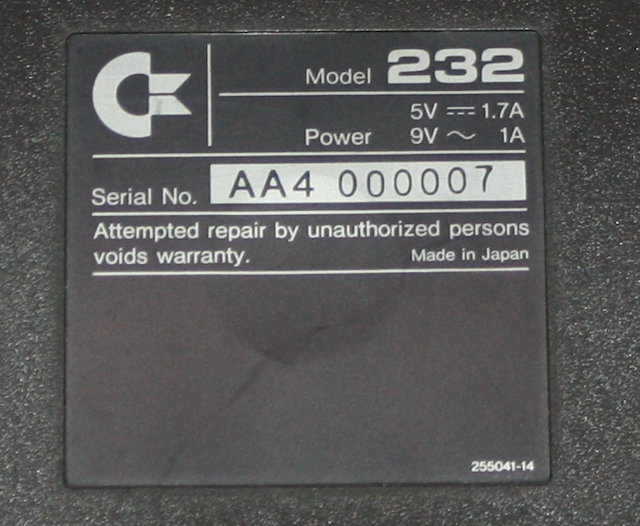 Model 232
5V ⎓ 1.7A
Power 9V ~ 1A
Serial No. AA4 000007
Attempted repair by unauthorized persons
voids warranty. Made in Japan
255041-14